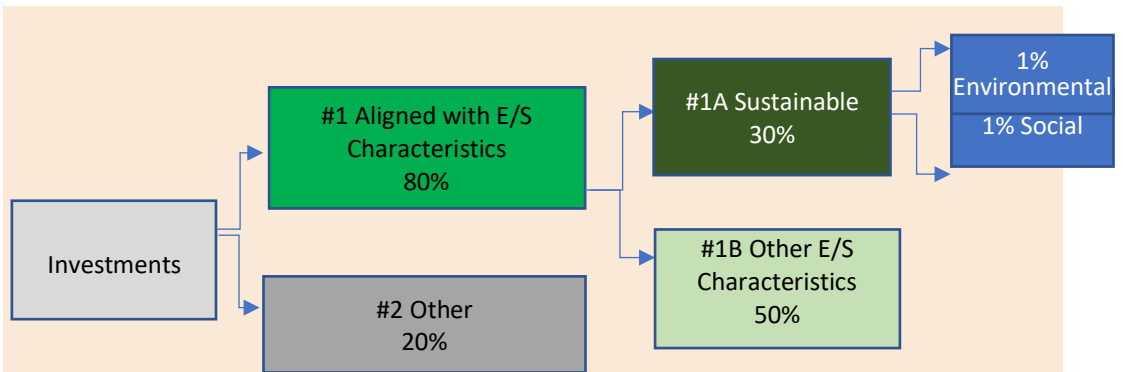 Investments
#1 Aligned with E/S
Characteristics
80%
#2 Other
20%
#1A Sustainable
30%
#1B Other E/S
Characteristics
50%
1%
Environmental
1% Social